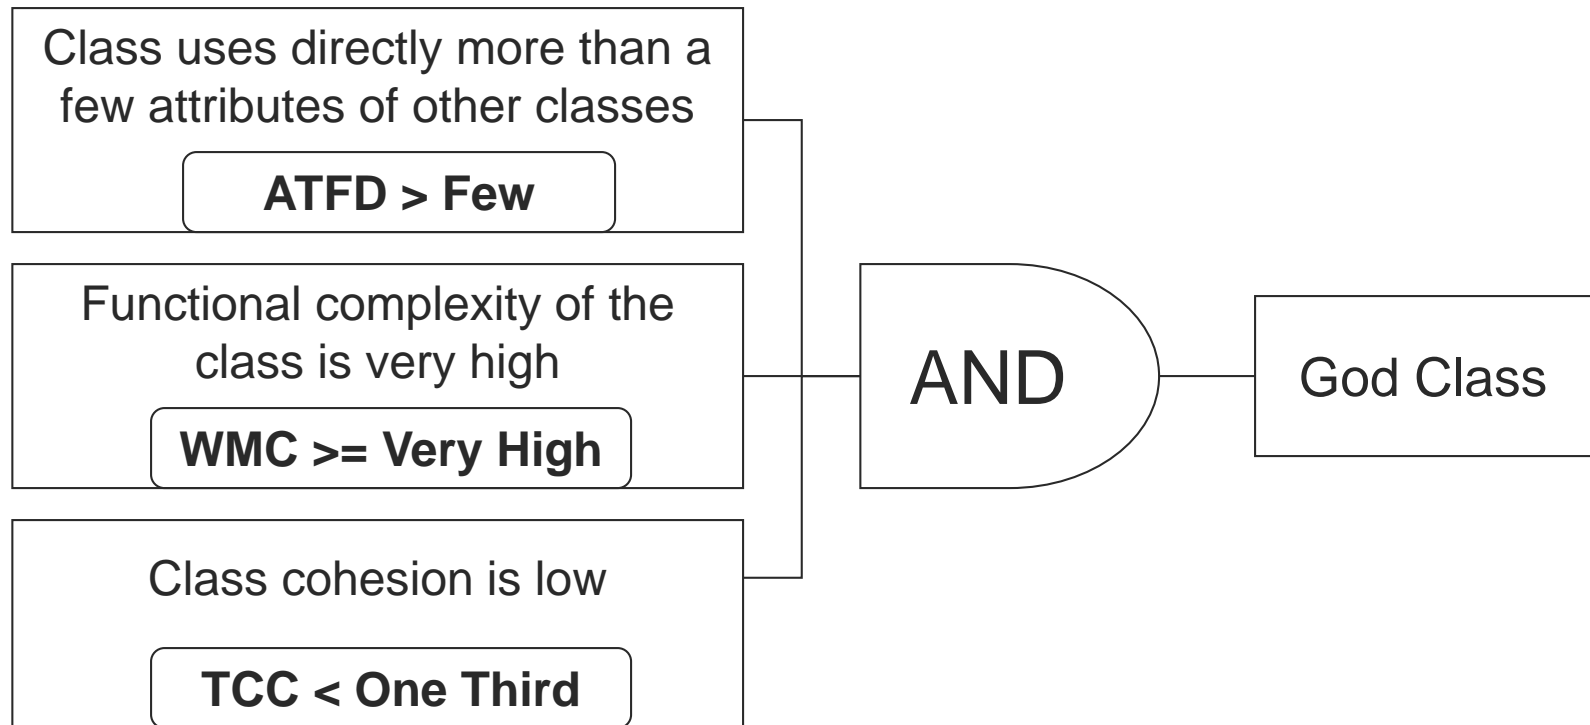 Class uses directly more than a
few attributes of other classes
ATFD > Few
Functional complexity of the
class is very high
WMC >= Very High
Class cohesion is low
TCC < One Third
AND
God Class